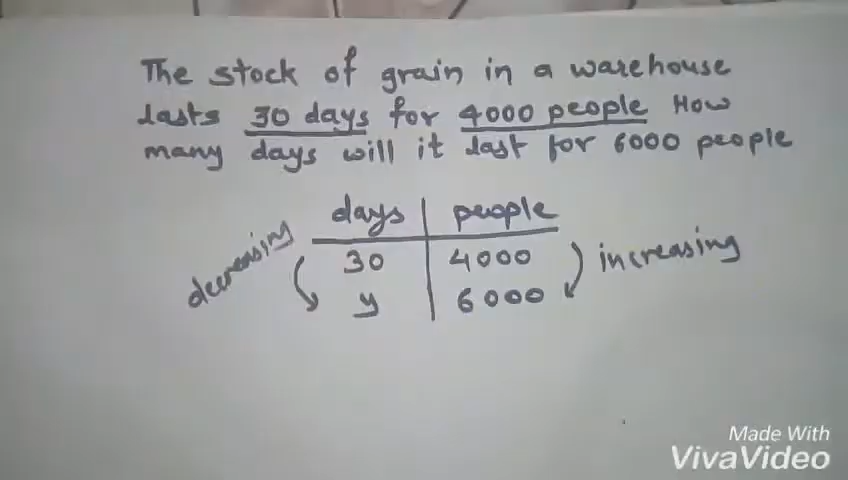 The stock of grain in a warehouse
lasts 30 days for 4000 people How
many days will it last for 6000 people
days people
decreasing 30 4000 increasing
y 6000
Made With
VivaVideo